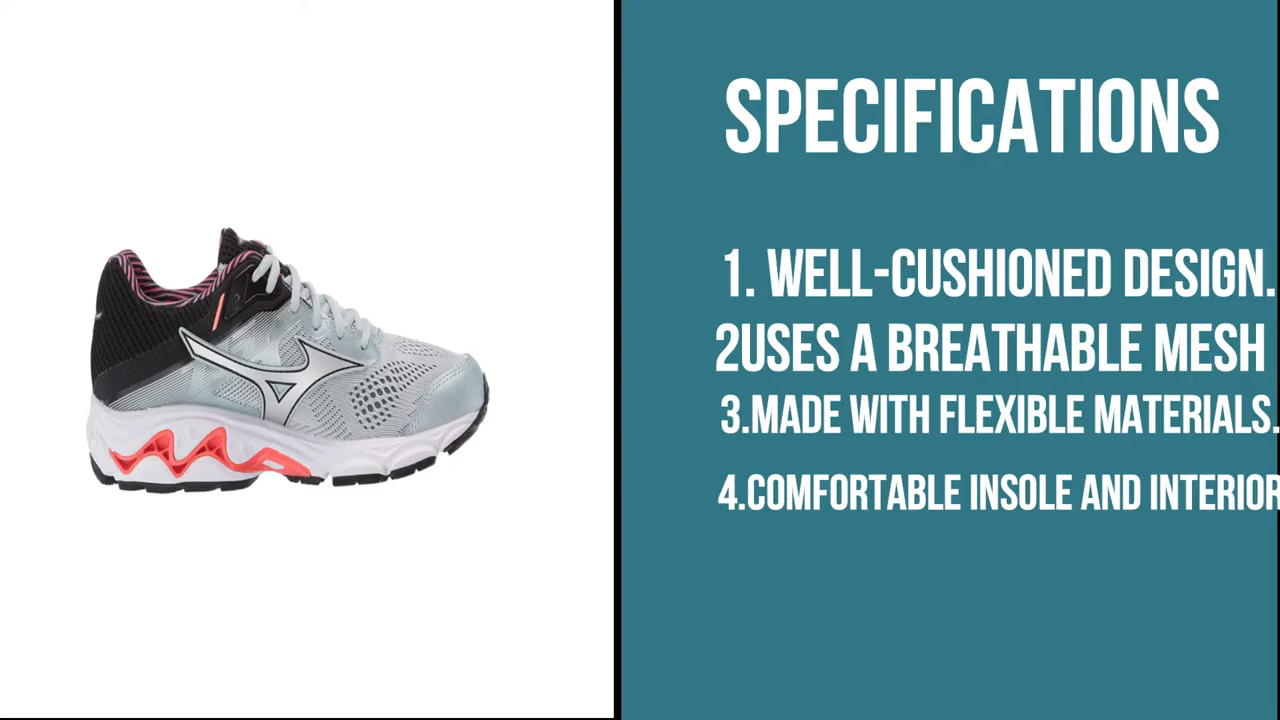 SPECIFICATIONS
1. WELL-CUSHIONED DESIGN.
2USES A BREATHABLE MESH
3.MADE WITH FLEXIBLE MATERIALS.
4.COMFORTABLE INSOLE AND INTERIOR